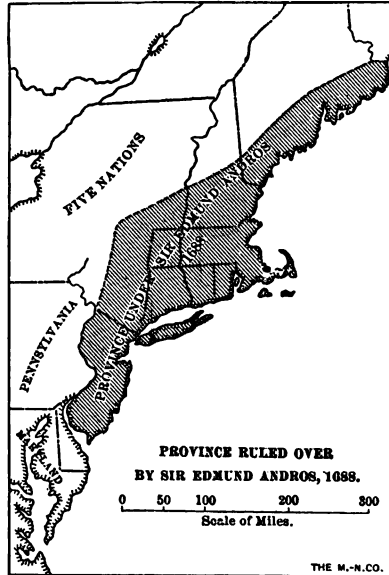 FIVE NATIONS
PROVINCE UNDER SIR EDMUND ANDROS
1688
PENNSYLVANIA
MARYLAND
PROVINCE RULED OVER
BY SIR EDMUND ANDROS, 1688.
0 50 100 200 300
Scale of Miles.
THE M.-N.CO.